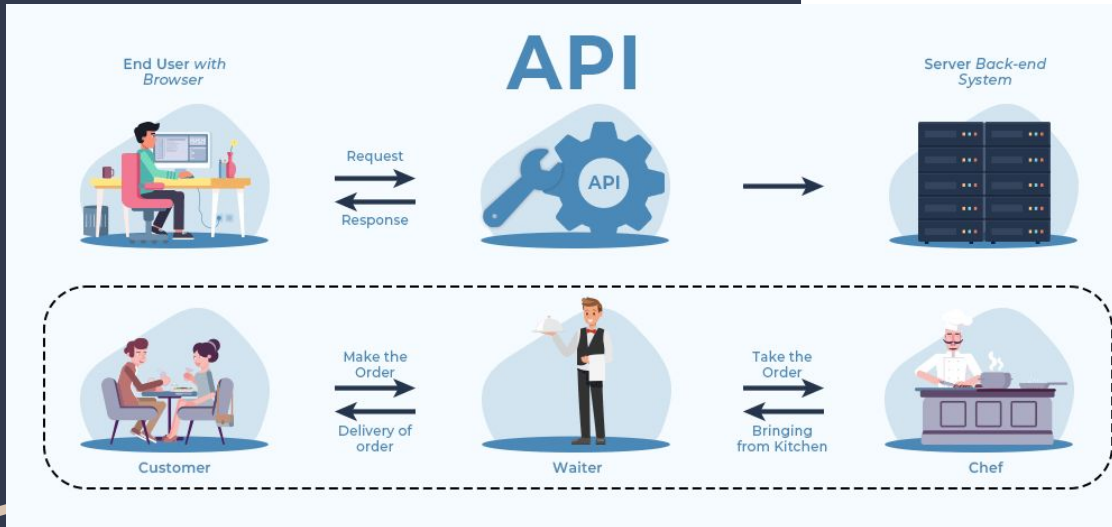 API
End User with
Browser
Server Back-end
System
Request
Response
API
Make the
Order
Delivery of
order
Take the
Order
Bringing
from Kitchen
Customer
Waiter
Chef